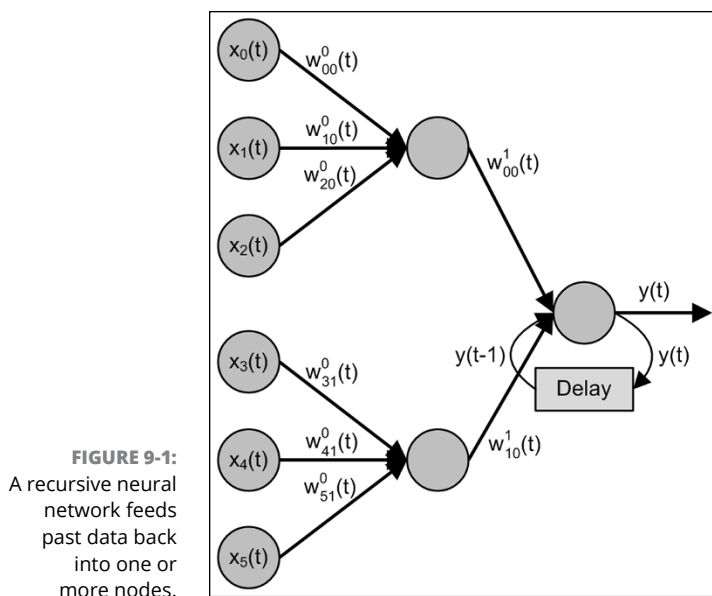 x₀(t)
w⁰₀₀(t)
x₁(t)
w⁰₁₀(t)
w⁰₂₀(t)
x₂(t)
w¹₀₀(t)
y(t)
x₃(t)
w⁰₃₁(t)
y(t-1)
y(t)
Delay
x₄(t)
w⁰₄₁(t)
w¹₁₀(t)
w⁰₅₁(t)
x₅(t)
FIGURE 9-1:
A recursive neural
network feeds
past data back
into one or
more nodes.